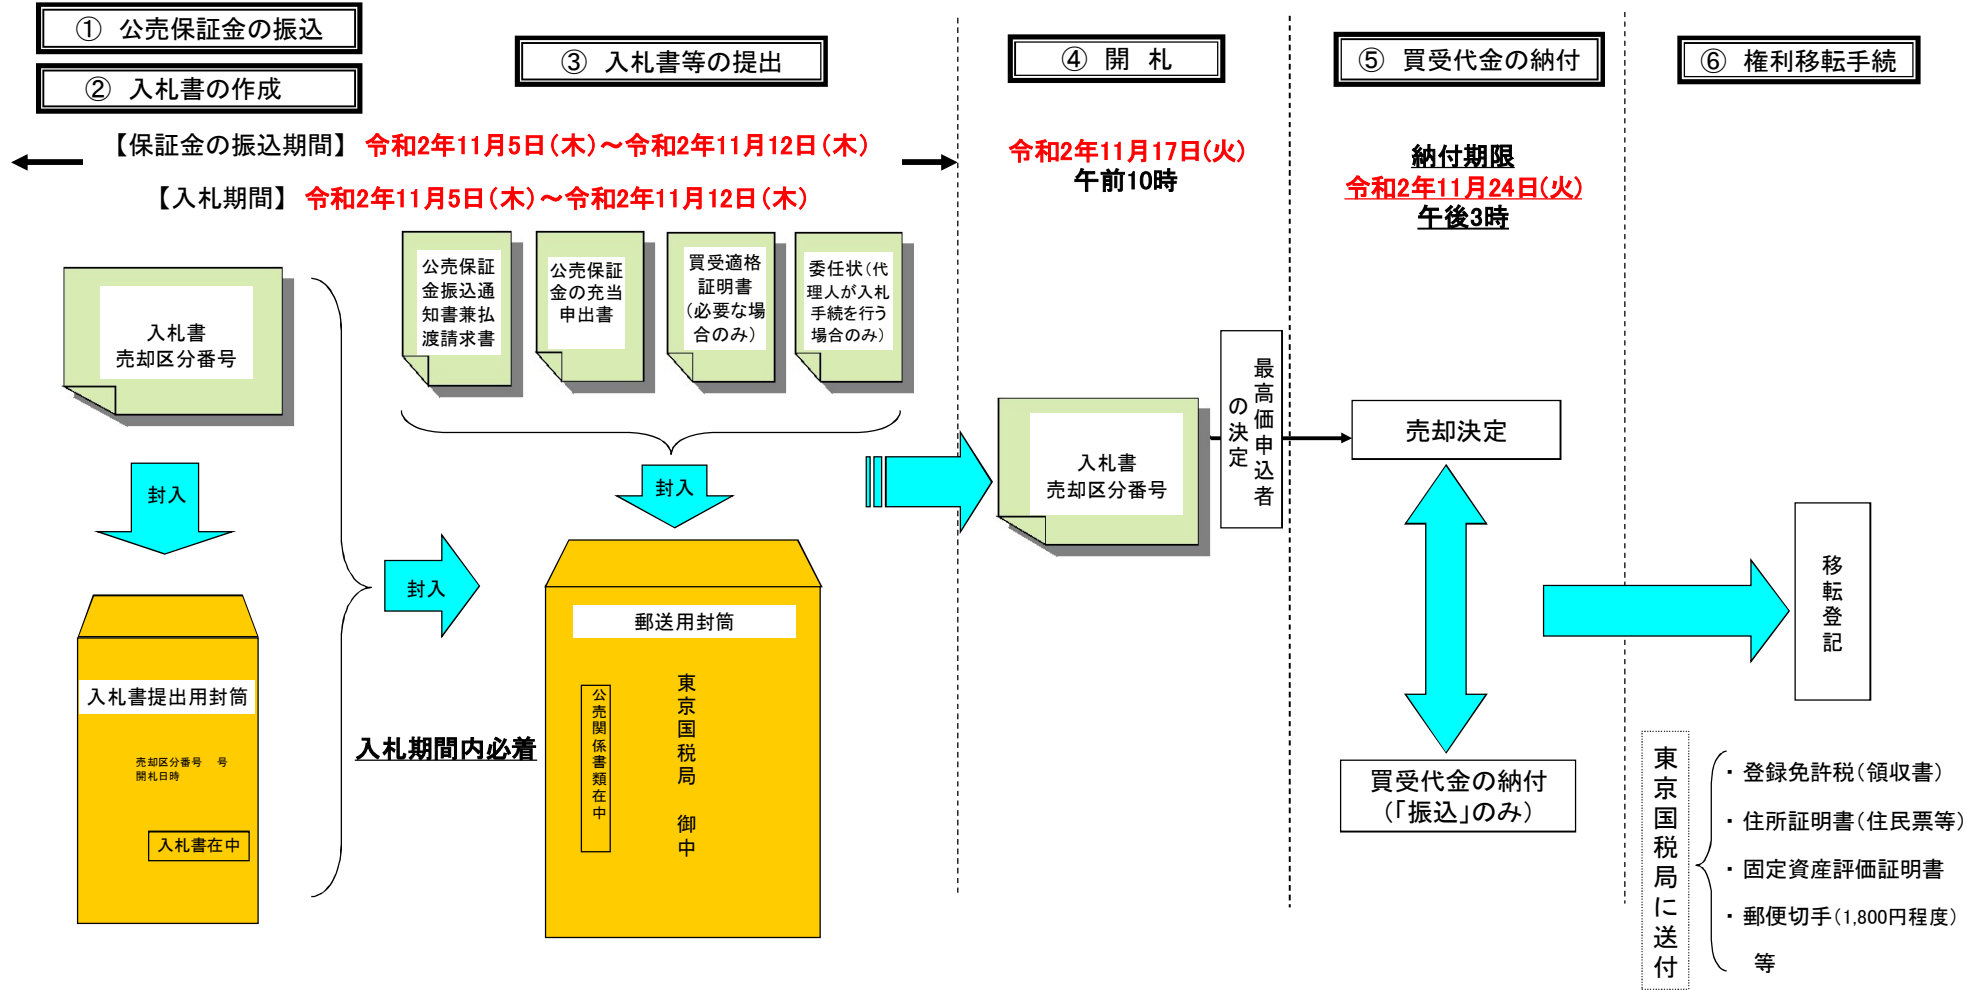 ① 公売保証金の振込
② 入札書の作成
③ 入札書等の提出
④ 開 札
⑤ 買受代金の納付
⑥ 権利移転手続
【保証金の振込期間】 令和2年11月5日(木)～令和2年11月12日(木)
【入札期間】 令和2年11月5日(木)～令和2年11月12日(木)
令和2年11月17日(火)
午前10時
納付期限
令和2年11月24日(火)
午後3時
入札書
売却区分番号
公売保証
金振込通
知書兼払
渡請求書
公売保証
金の充当
申出書
買受適格
証明書
(必要な場
合のみ)
委任状(代
理人が入札
手続を行う
場合のみ)
封入
封入
封入
入札書提出用封筒
売却区分番号 号
開札日時
入札書在中
入札期間内必着
郵送用封筒
東京国税局 御中
公売関係書類在中
入札書
売却区分番号
最高価申込者
の決定
売却決定
買受代金の納付
(「振込」のみ)
移転登記
東京国税局に送付
・ 登録免許税(領収書)
・ 住所証明書(住民票等)
・ 固定資産評価証明書
・ 郵便切手(1,800円程度)
等